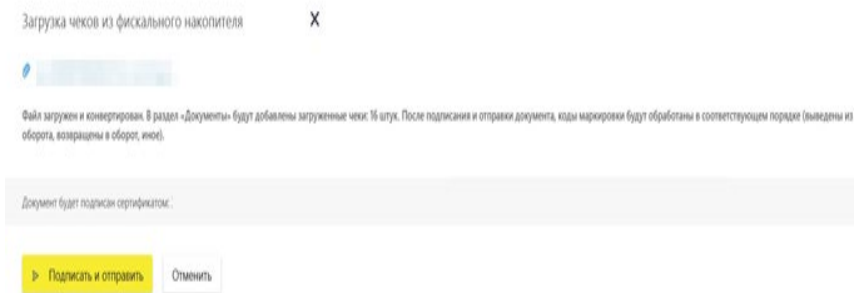 Загрузка чеков из фискального накопителя X
Файл загружен и конвертирован. В раздел «Документы» будут добавлены загруженные чеки: 16 штук. После подписания и отправки документа, коды маркировки будут обработаны в соответствующем порядке (выведены из
оборота, возвращены в оборот, иное).
Документ будет подписан сертификатом: .
Подписать и отправить Отменить